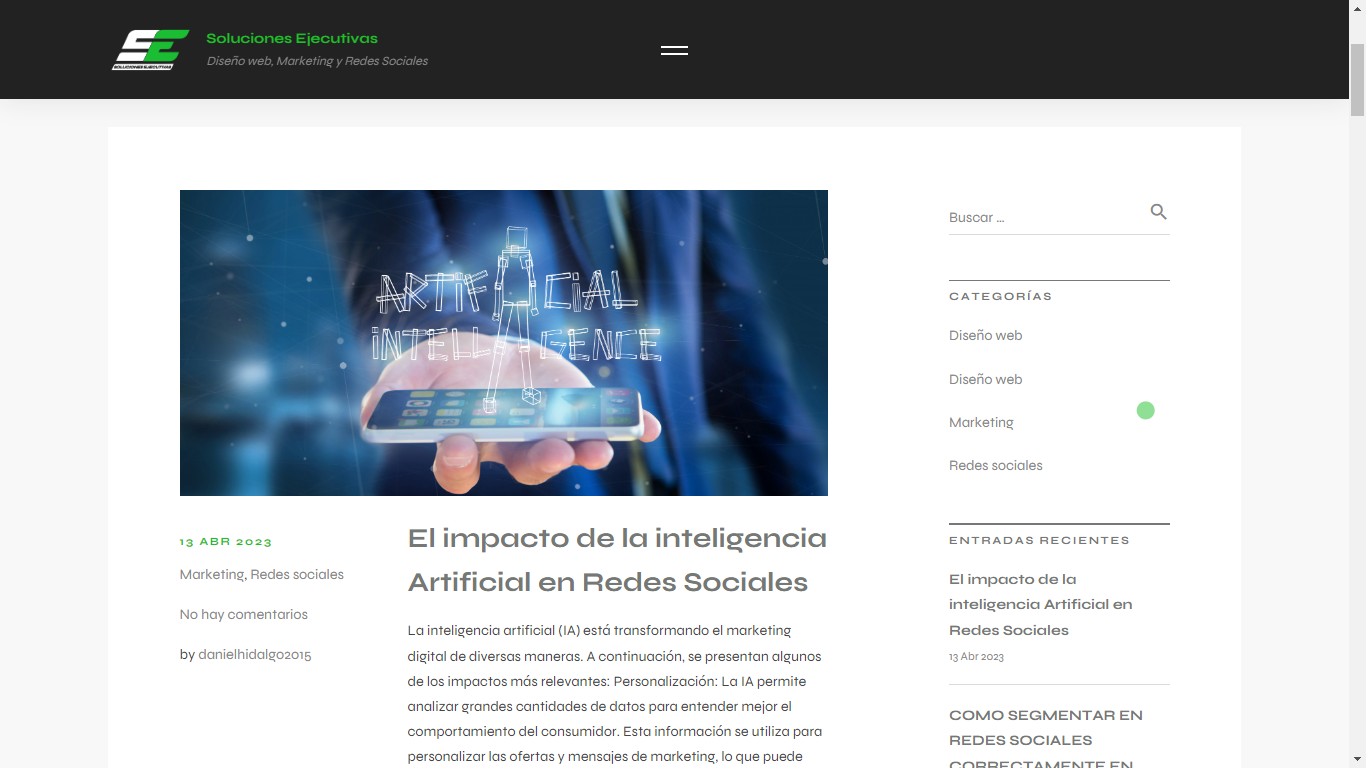 Soluciones Ejecutivas
Diseño web, Marketing y Redes Sociales
SE
SOLUCIONES EJECUTIVAS
ARTIFICIAL
INTELLIGENCE
13 ABR 2023
Marketing, Redes sociales
No hay comentarios
by danielhidalgo2015
El impacto de la inteligencia
Artificial en Redes Sociales
La inteligencia artificial (IA) está transformando el marketing
digital de diversas maneras. A continuación, se presentan algunos
de los impactos más relevantes: Personalización: La IA permite
analizar grandes cantidades de datos para entender mejor el
comportamiento del consumidor. Esta información se utiliza para
personalizar las ofertas y mensajes de marketing, lo que puede
Buscar ...
CATEGORÍAS
Diseño web
Diseño web
Marketing
Redes sociales
ENTRADAS RECIENTES
El impacto de la
inteligencia Artificial en
Redes Sociales
13 Abr 2023
COMO SEGMENTAR EN
REDES SOCIALES
CORRECTAMENTE EN